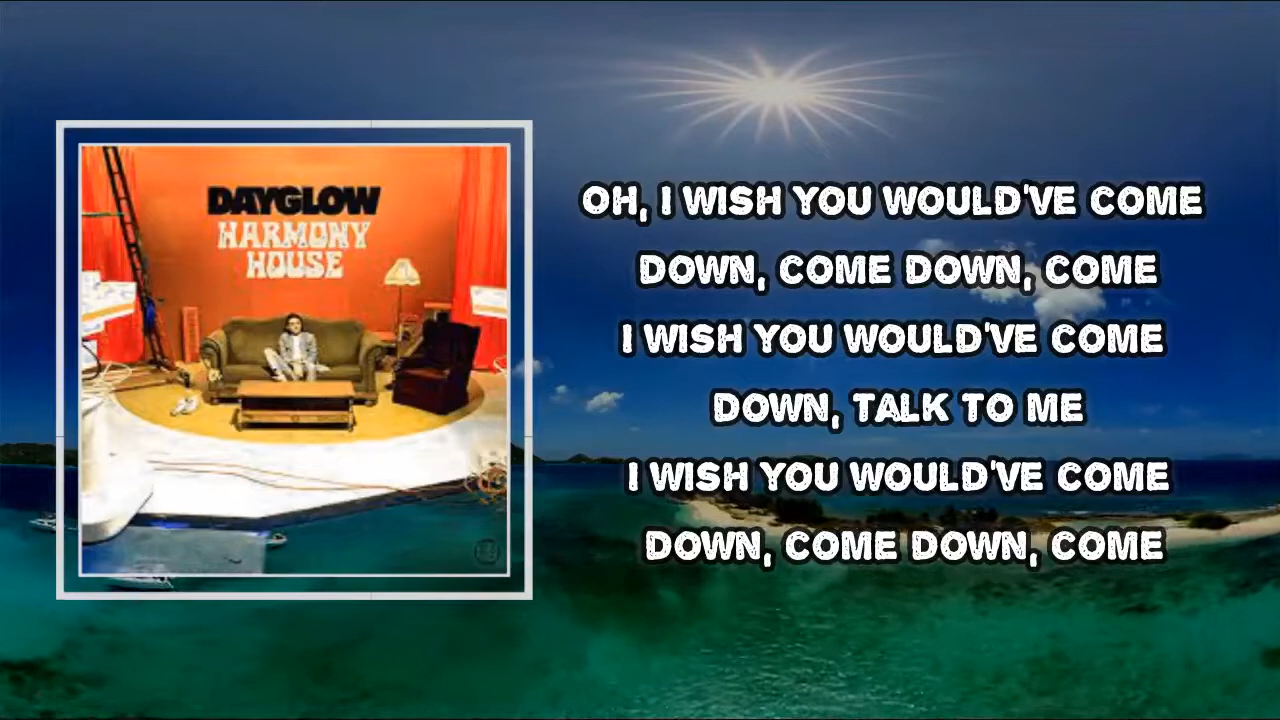 DAYGLOW
HARMONY
HOUSE
OH, I WISH YOU WOULD'VE COME
DOWN, COME DOWN, COME
I WISH YOU WOULD'VE COME
DOWN, TALK TO ME
I WISH YOU WOULD'VE COME
DOWN, COME DOWN, COME